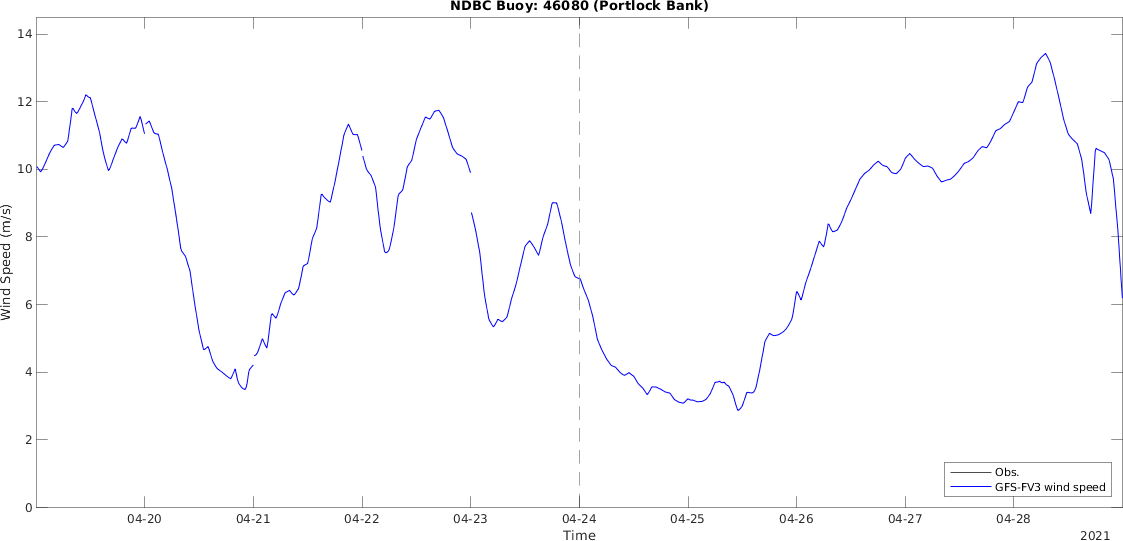 NDBC Buoy: 46080 (Portlock Bank)
14
12
10
8
6
4
2
0
Wind Speed (m/s)
04-20 04-21 04-22 04-23 04-24 04-25 04-26 04-27 04-28
Time
2021
Obs.
GFS-FV3 wind speed